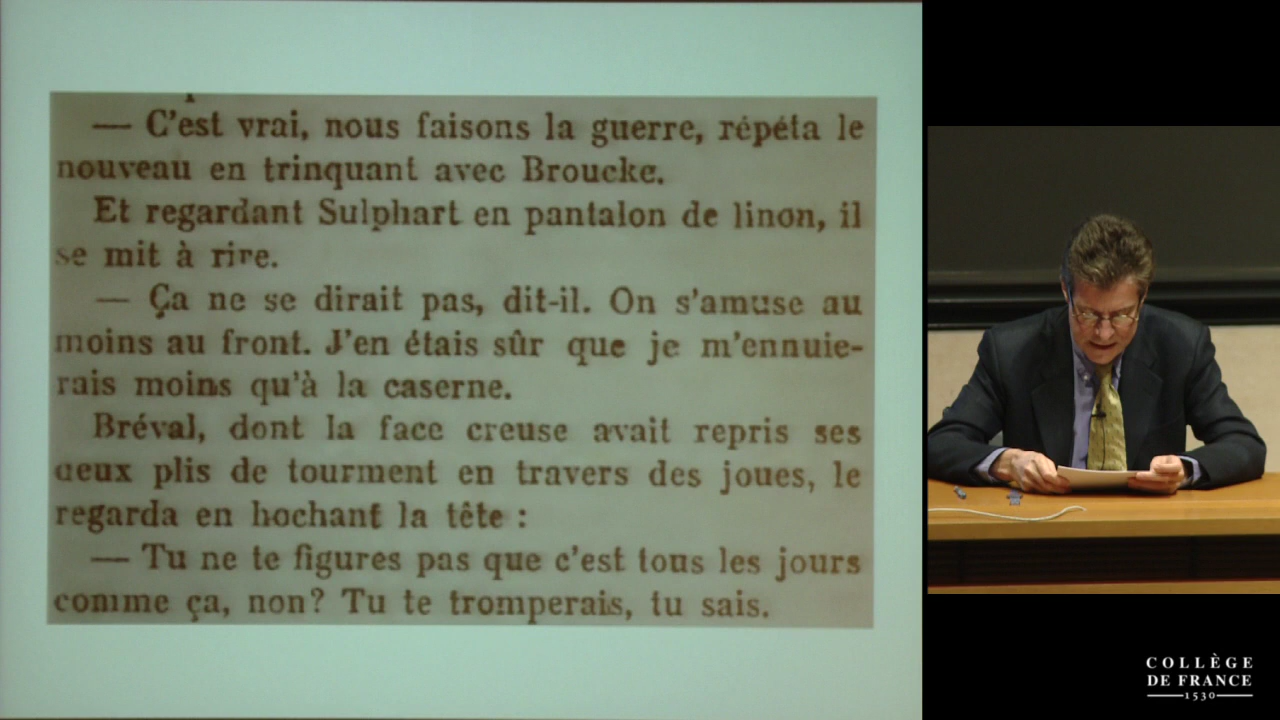 — C'est vrai, nous faisons la guerre, répéta le
nouveau en trinquant avec Broucke.
Et regardant Sulphart en pantalon de linon, il
se mit à rire.
— Ça ne se dirait pas, dit-il. On s'amuse au
moins au front. J'en étais sûr que je m'ennuie-
rais moins qu'à la caserne.
Bréval, dont la face creuse avait repris ses
deux plis de tourment en travers des joues, le
regarda en hochant la tête :
— Tu ne te figures pas que c'est tous les jours
comme ça, non? Tu te tromperais, tu sais.
COLLÈGE
DE FRANCE
1530